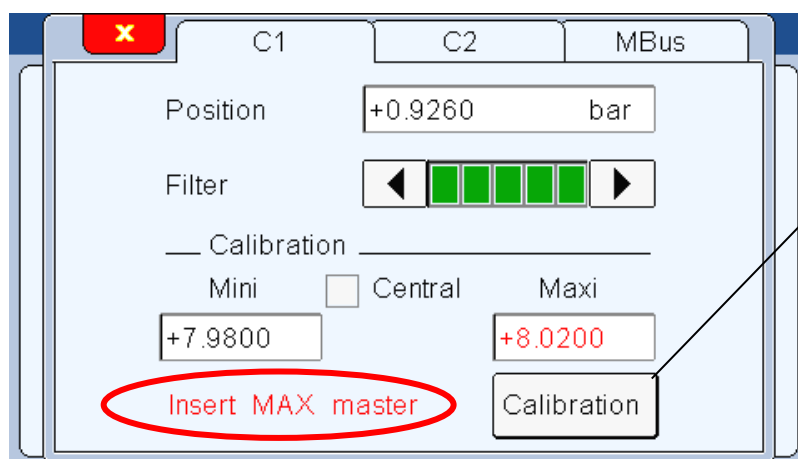 x C1 C2 MBus
Position +0.9260 bar
Filter
Calibration
Mini Central Maxi
+7.9800 +8.0200
Insert MAX master Calibration